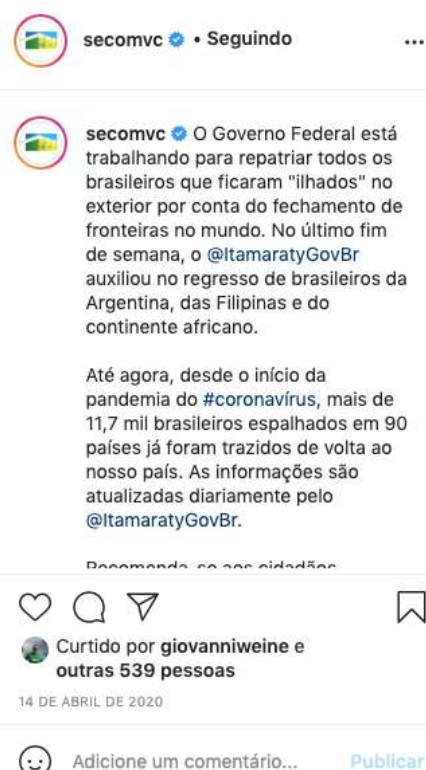 secomvc • Seguindo
...
secomvc O Governo Federal está
trabalhando para repatriar todos os
brasileiros que ficaram "ilhados" no
exterior por conta do fechamento de
fronteiras no mundo. No último fim
de semana, o @ItamaratyGovBr
auxiliou no regresso de brasileiros da
Argentina, das Filipinas e do
continente africano.
Até agora, desde o início da
pandemia do #coronavírus, mais de
11,7 mil brasileiros espalhados em 90
países já foram trazidos de volta ao
nosso país. As informações são
atualizadas diariamente pelo
@ItamaratyGovBr.
Recomenda-se aos cidadãos
Curtido por giovanniweine e
outras 539 pessoas
14 DE ABRIL DE 2020
Adicione um comentário... Publicar